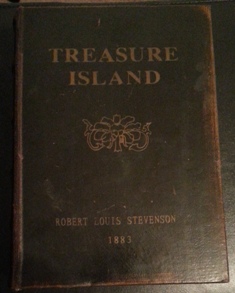 TREASURE
ISLAND
ROBERT LOUIS STEVENSON
1883